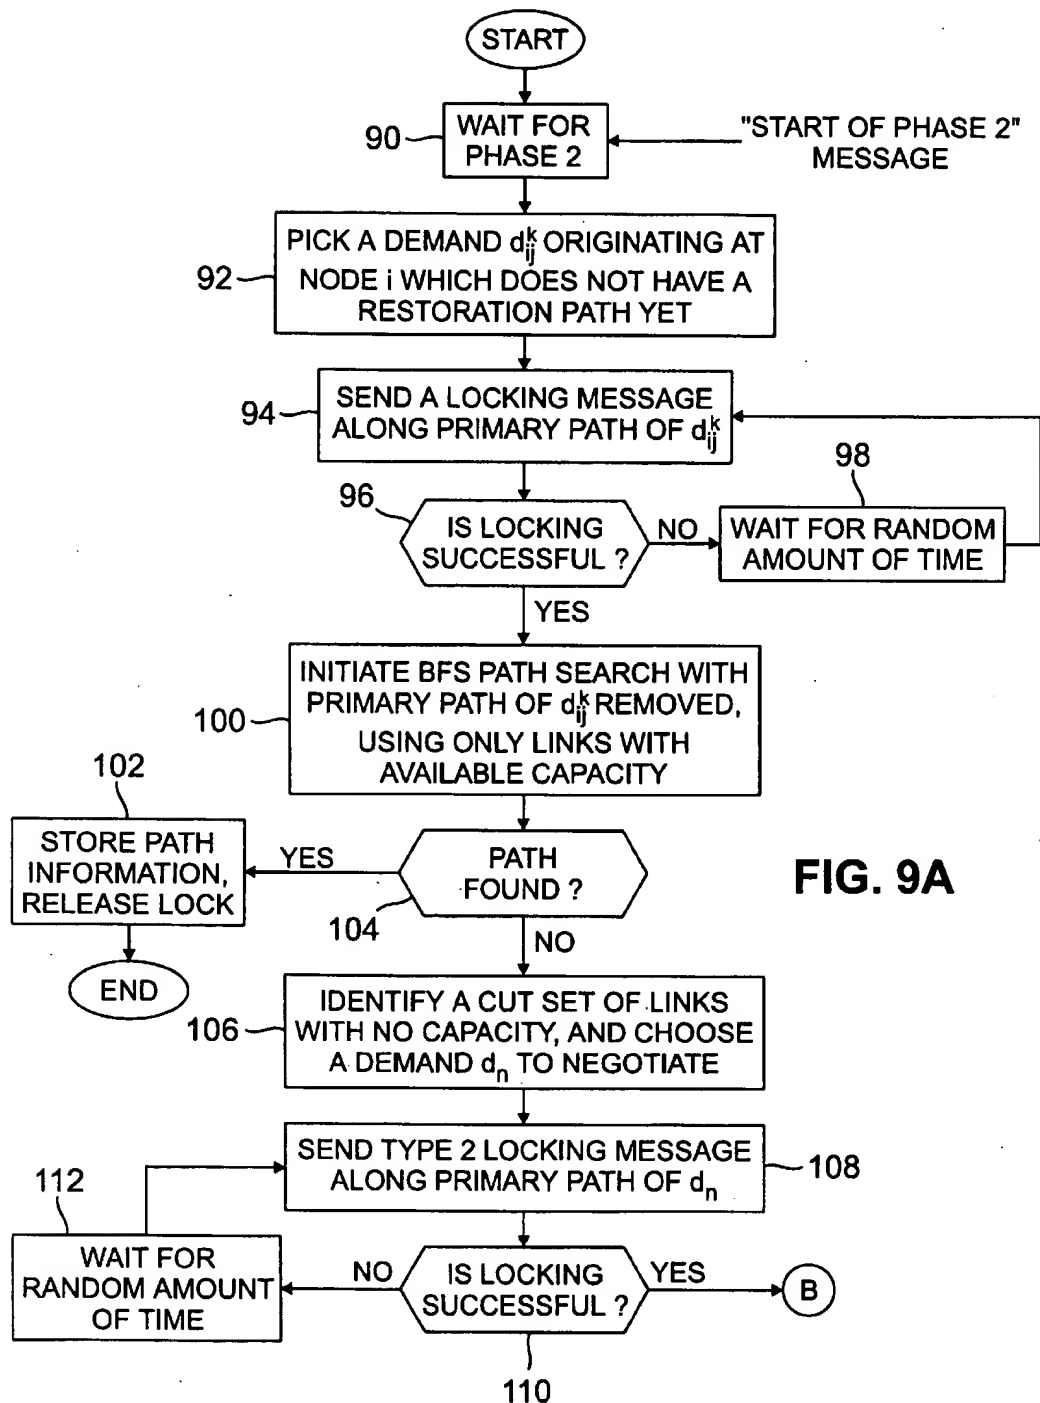 START
90
WAIT FOR
PHASE 2
"START OF PHASE 2"
MESSAGE
92
PICK A DEMAND d^k_ij ORIGINATING AT
NODE i WHICH DOES NOT HAVE A
RESTORATION PATH YET
94
SEND A LOCKING MESSAGE
ALONG PRIMARY PATH OF d^k_ij
96
IS LOCKING
SUCCESSFUL ?
NO
98
WAIT FOR RANDOM
AMOUNT OF TIME
YES
100
INITIATE BFS PATH SEARCH WITH
PRIMARY PATH OF d^k_ij REMOVED,
USING ONLY LINKS WITH
AVAILABLE CAPACITY
102
STORE PATH
INFORMATION,
RELEASE LOCK
YES
PATH
FOUND ?
104
FIG. 9A
END
NO
106
IDENTIFY A CUT SET OF LINKS
WITH NO CAPACITY, AND CHOOSE
A DEMAND d_n TO NEGOTIATE
SEND TYPE 2 LOCKING MESSAGE
ALONG PRIMARY PATH OF d_n
108
112
WAIT FOR
RANDOM AMOUNT
OF TIME
NO
IS LOCKING
SUCCESSFUL ?
YES
B
110